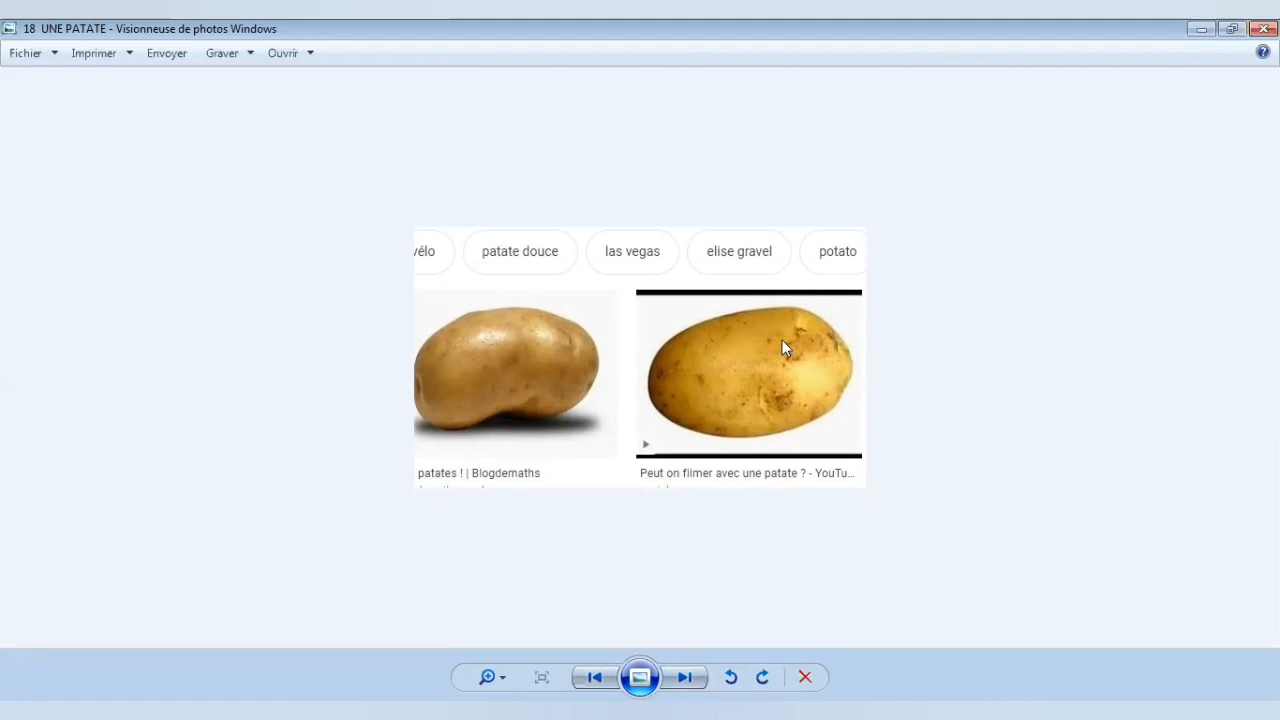 18 UNE PATATE - Visionneuse de photos Windows
Fichier Imprimer Envoyer Graver Ouvrir
vélo patate douce las vegas elise gravel potato
patates ! | Blogdemaths Peut on filmer avec une patate ? - YouTu...